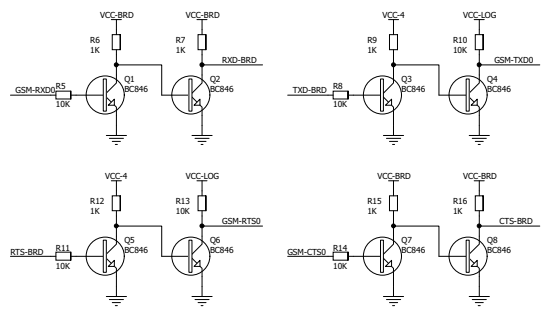 VCC-BRD VCC-BRD VCC-4 VCC-LOG
R6 R7 R9 R10
1K 1K 1K 10K
RXD-BRD GSM-TXD0
Q1 Q2 Q3 Q4
GSM-RXD0 R5 BC846 BC846 TXD-BRD R8 BC846 BC846
10K 10K
VCC-4 VCC-LOG VCC-BRD VCC-BRD
R12 R13 R15 R16
1K 10K 1K 1K
GSM-RTS0 CTS-BRD
Q5 Q6 Q7 Q8
RTS-BRD R11 BC846 BC846 GSM-CTS0 R14 BC846 BC846
10K 10K